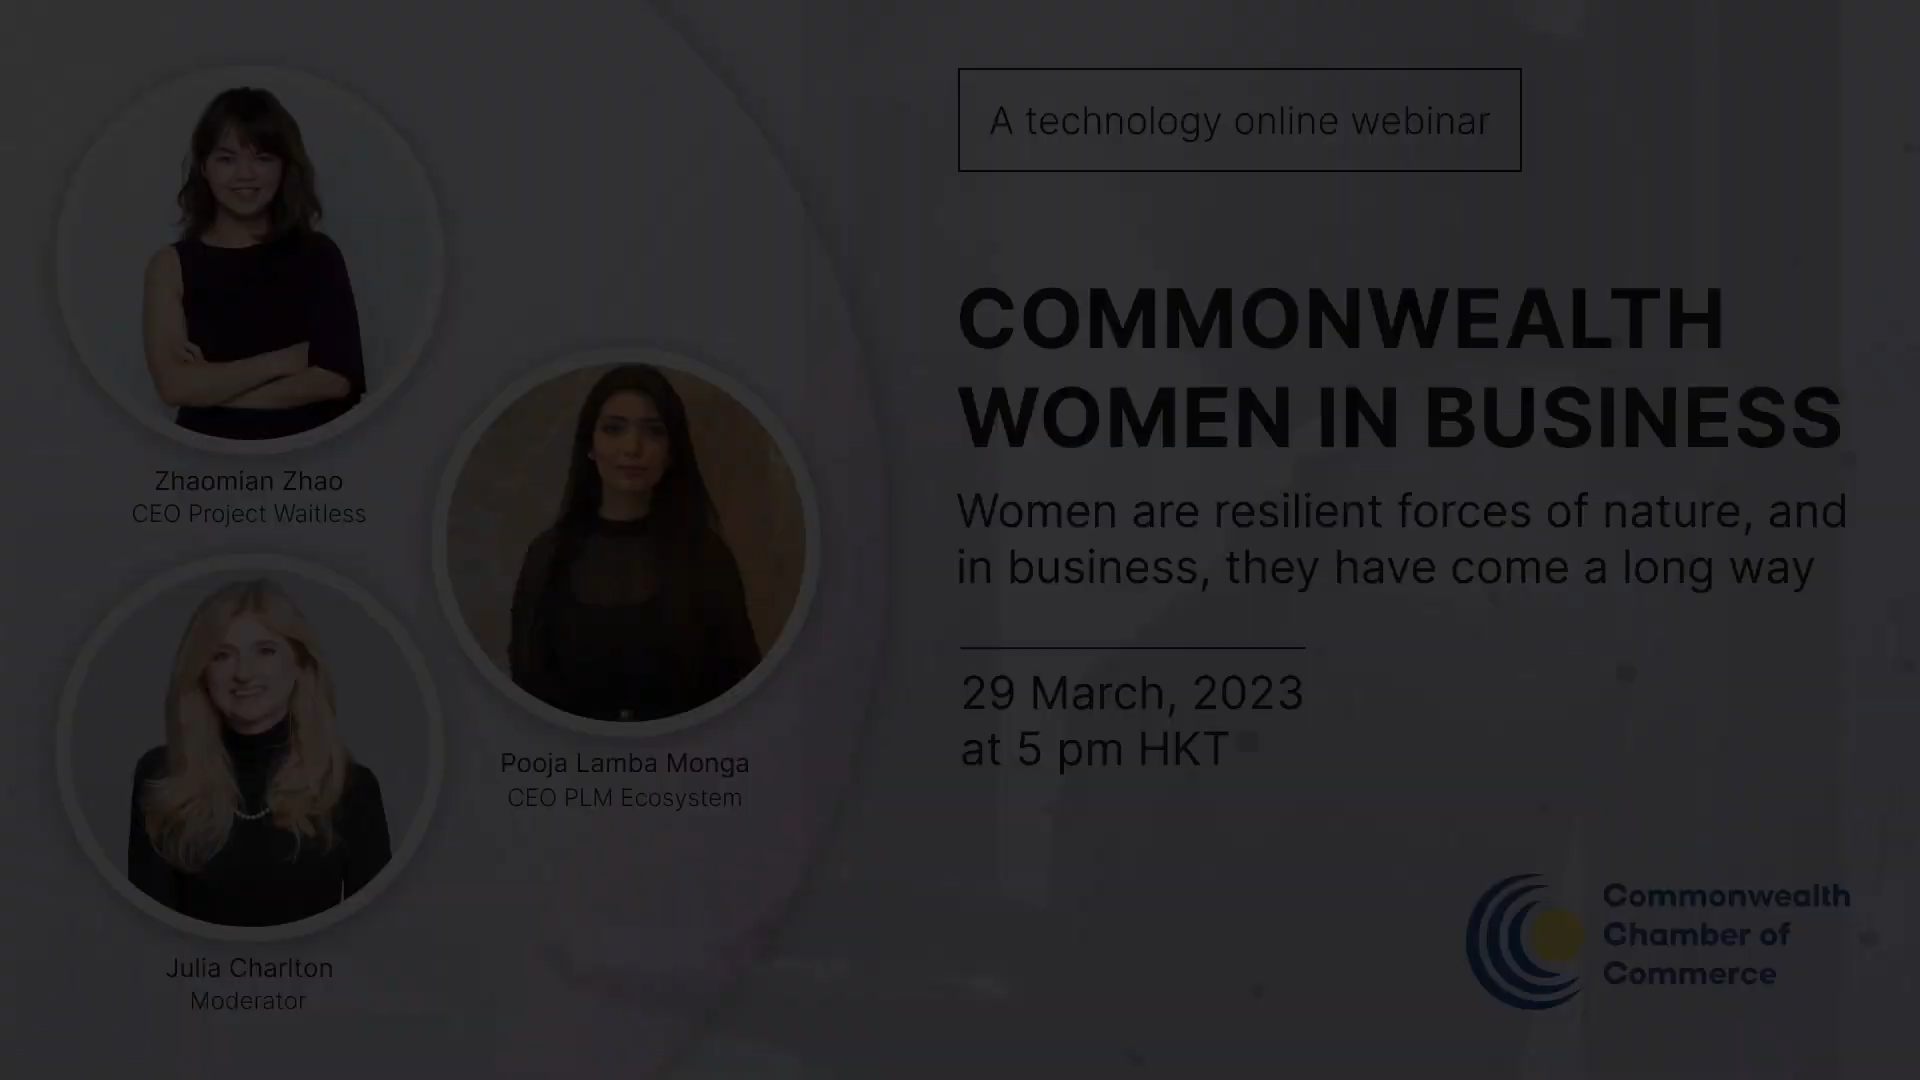 A technology online webinar
COMMONWEALTH
WOMEN IN BUSINESS
Women are resilient forces of nature, and
in business, they have come a long way
29 March, 2023
at 5 pm HKT
Zhaomian Zhao
CEO Project Waitless
Pooja Lamba Monga
CEO PLM Ecosystem
Julia Charlton
Moderator
Commonwealth
Chamber of
Commerce